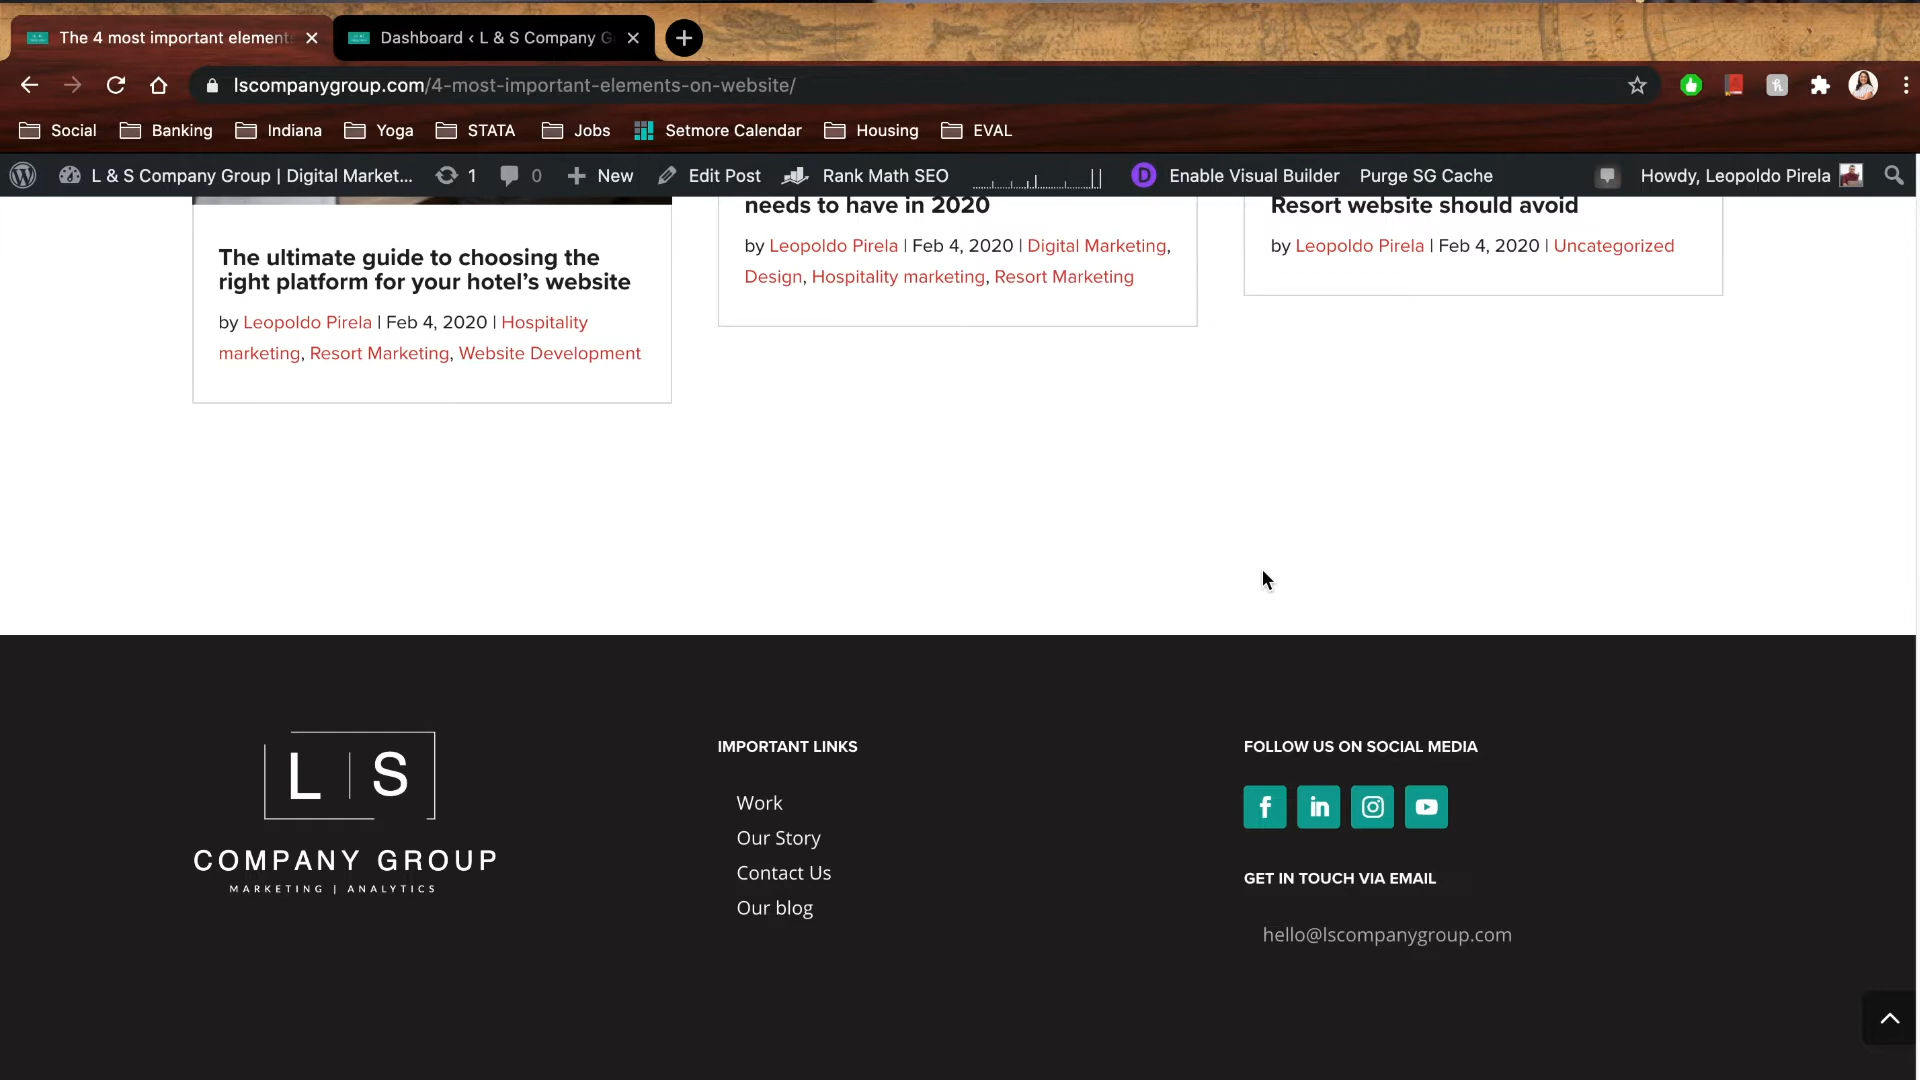 The 4 most important element
Dashboard ‹ L & S Company G
lscompanygroup.com/4-most-important-elements-on-website/
Social Banking Indiana Yoga STATA Jobs Setmore Calendar Housing EVAL
L & S Company Group | Digital Market... 1 0 New Edit Post Rank Math SEO D Enable Visual Builder Purge SG Cache Howdy, Leopoldo Pirela
The ultimate guide to choosing the
right platform for your hotel's website
by Leopoldo Pirela | Feb 4, 2020 | Hospitality
marketing, Resort Marketing, Website Development
needs to have in 2020
by Leopoldo Pirela | Feb 4, 2020 | Digital Marketing,
Design, Hospitality marketing, Resort Marketing
Resort website should avoid
by Leopoldo Pirela | Feb 4, 2020 | Uncategorized
L | S
COMPANY GROUP
MARKETING | ANALYTICS
IMPORTANT LINKS
Work
Our Story
Contact Us
Our blog
FOLLOW US ON SOCIAL MEDIA
GET IN TOUCH VIA EMAIL
hello@lscompanygroup.com